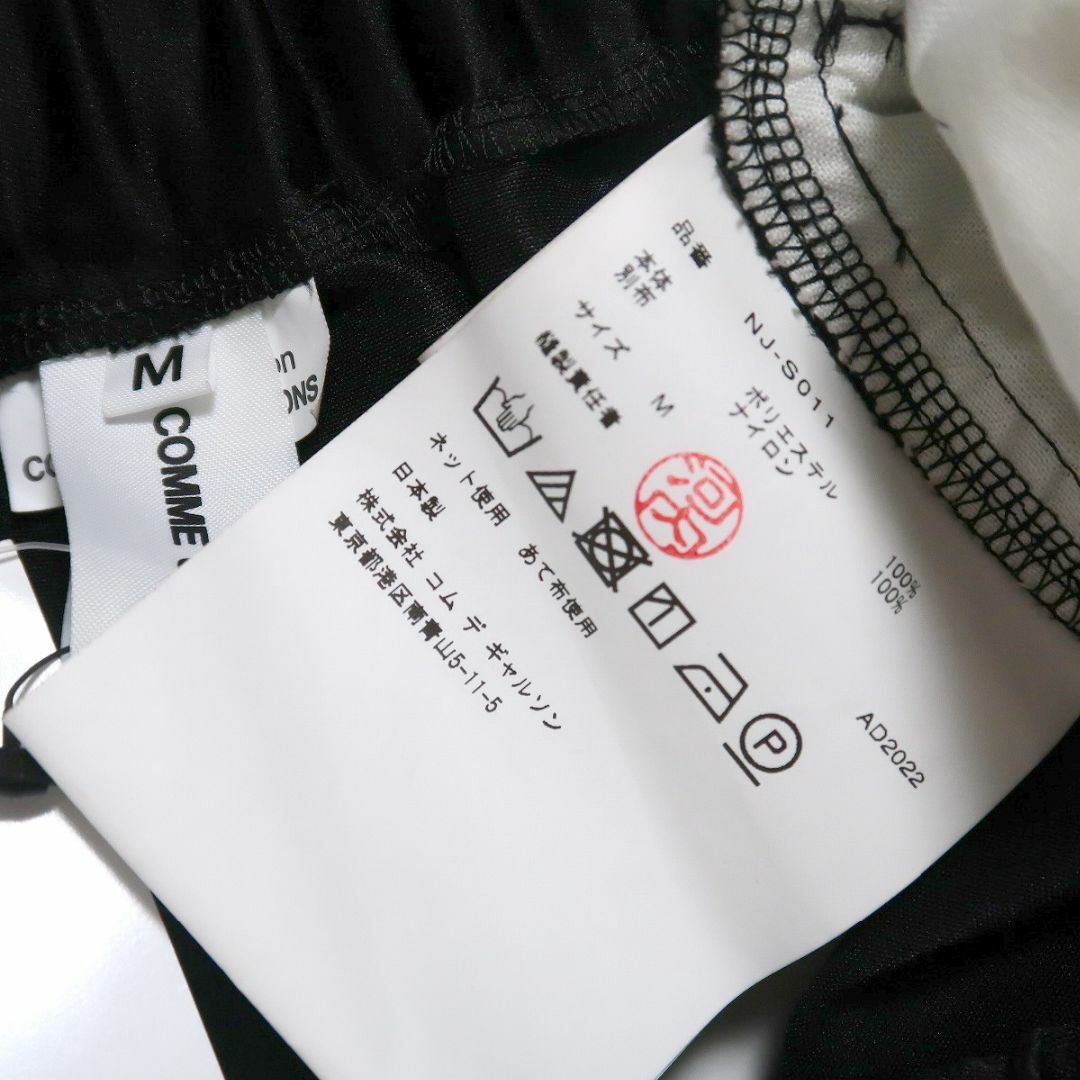 品番 NJ-S011
本体 ポリエステル 100%
別布 ナイロン 100%
サイズ M
縫製責任者
AD2022
P
ネット使用 あて布使用
日本製
株式会社 コム デ ギャルソン
東京都港区南青山5-11-5
M
COMME